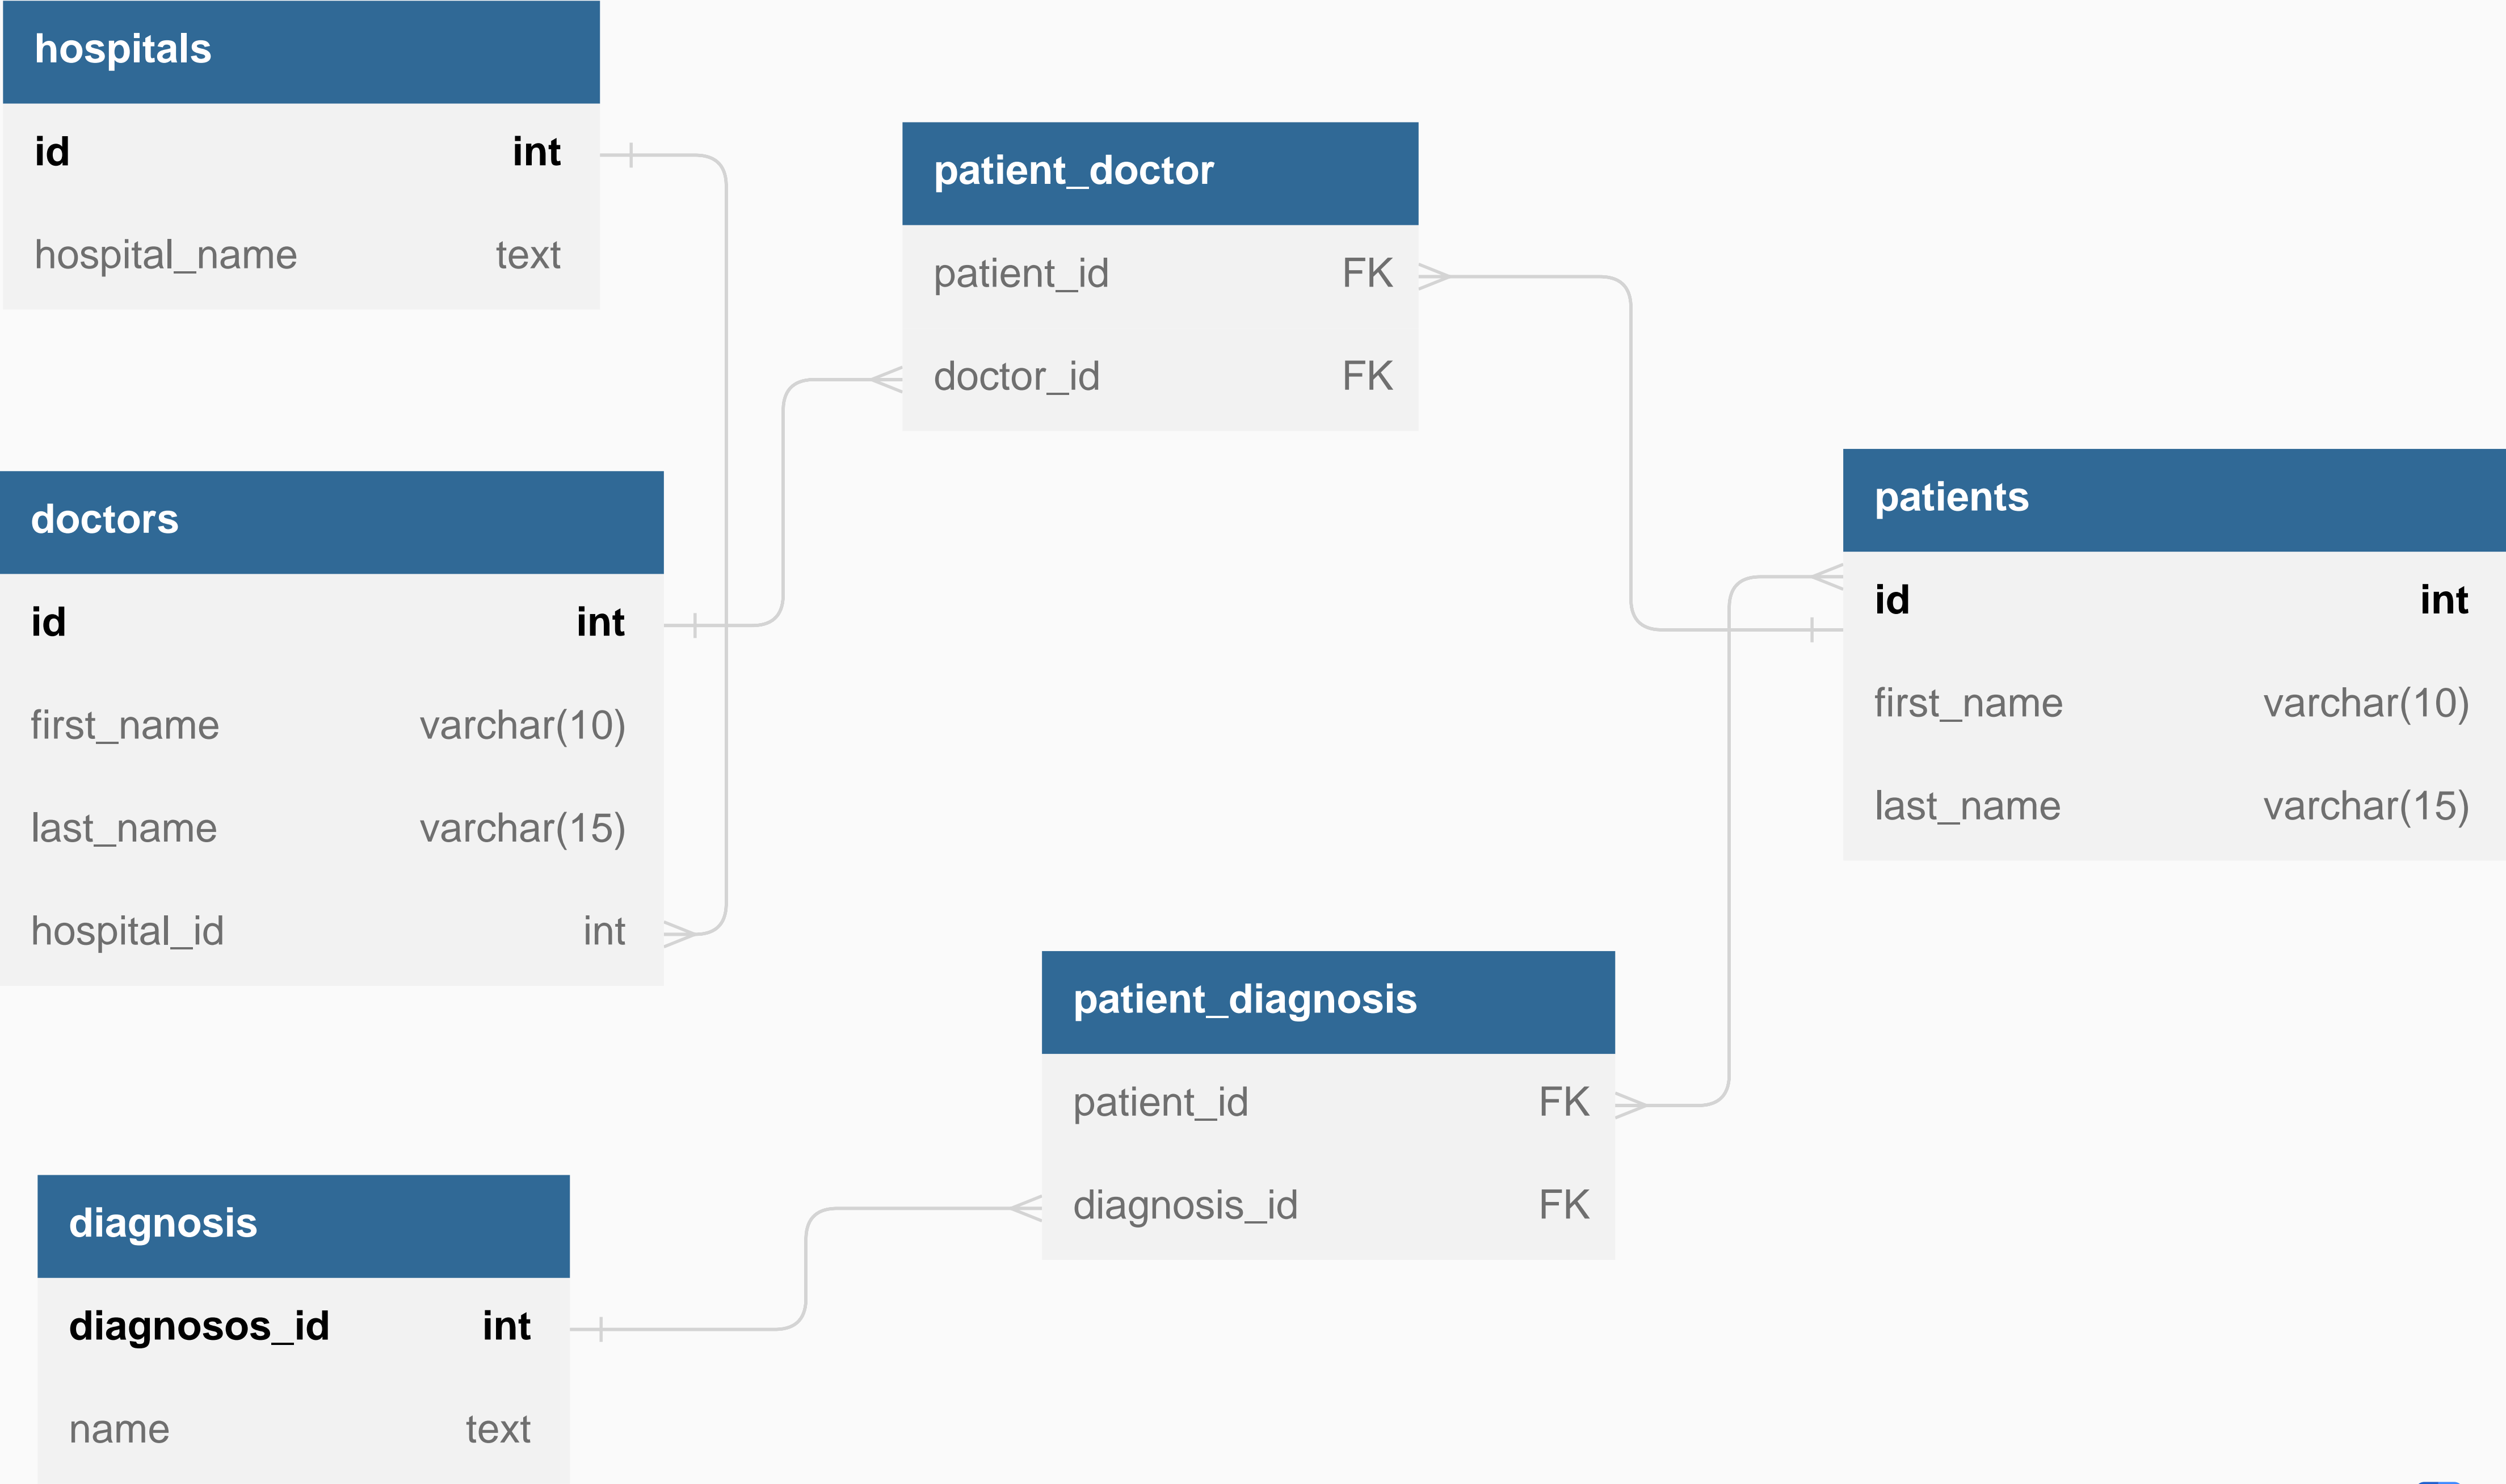 hospitals
id int
hospital_name text
patient_doctor
patient_id FK
doctor_id FK
doctors
id int
first_name varchar(10)
last_name varchar(15)
hospital_id int
patients
id int
first_name varchar(10)
last_name varchar(15)
patient_diagnosis
patient_id FK
diagnosis_id FK
diagnosis
diagnosos_id int
name text